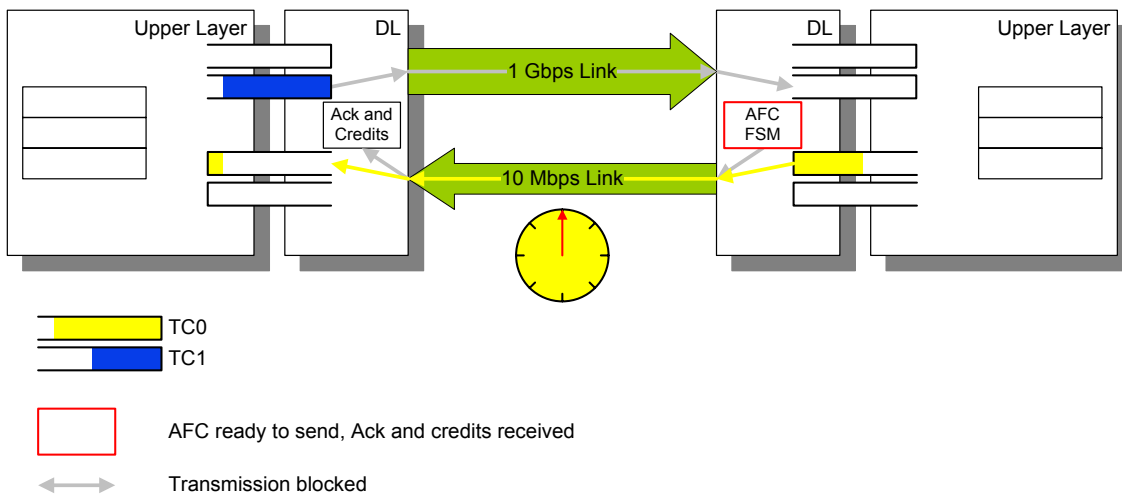 Upper Layer
DL
DL
Upper Layer
1 Gbps Link
Ack and
Credits
AFC
FSM
10 Mbps Link
TC0
TC1
AFC ready to send, Ack and credits received
Transmission blocked